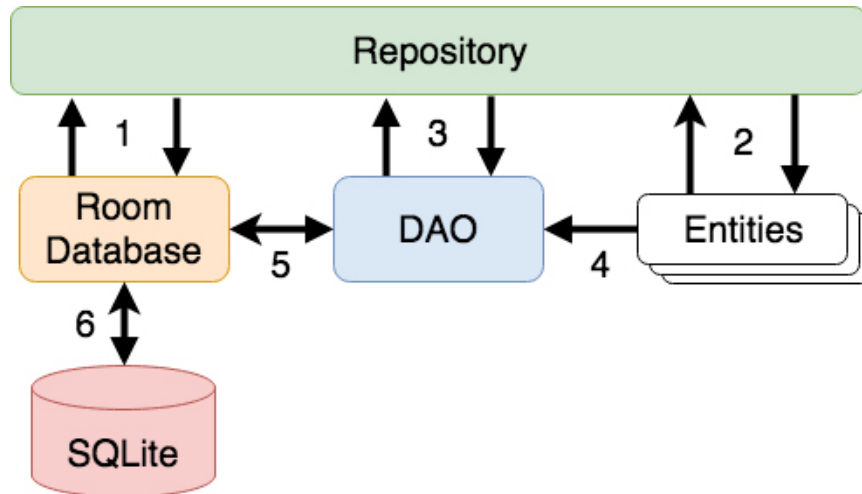 Repository
1
3
2
Room
Database
DAO
Entities
5
4
6
SQLite